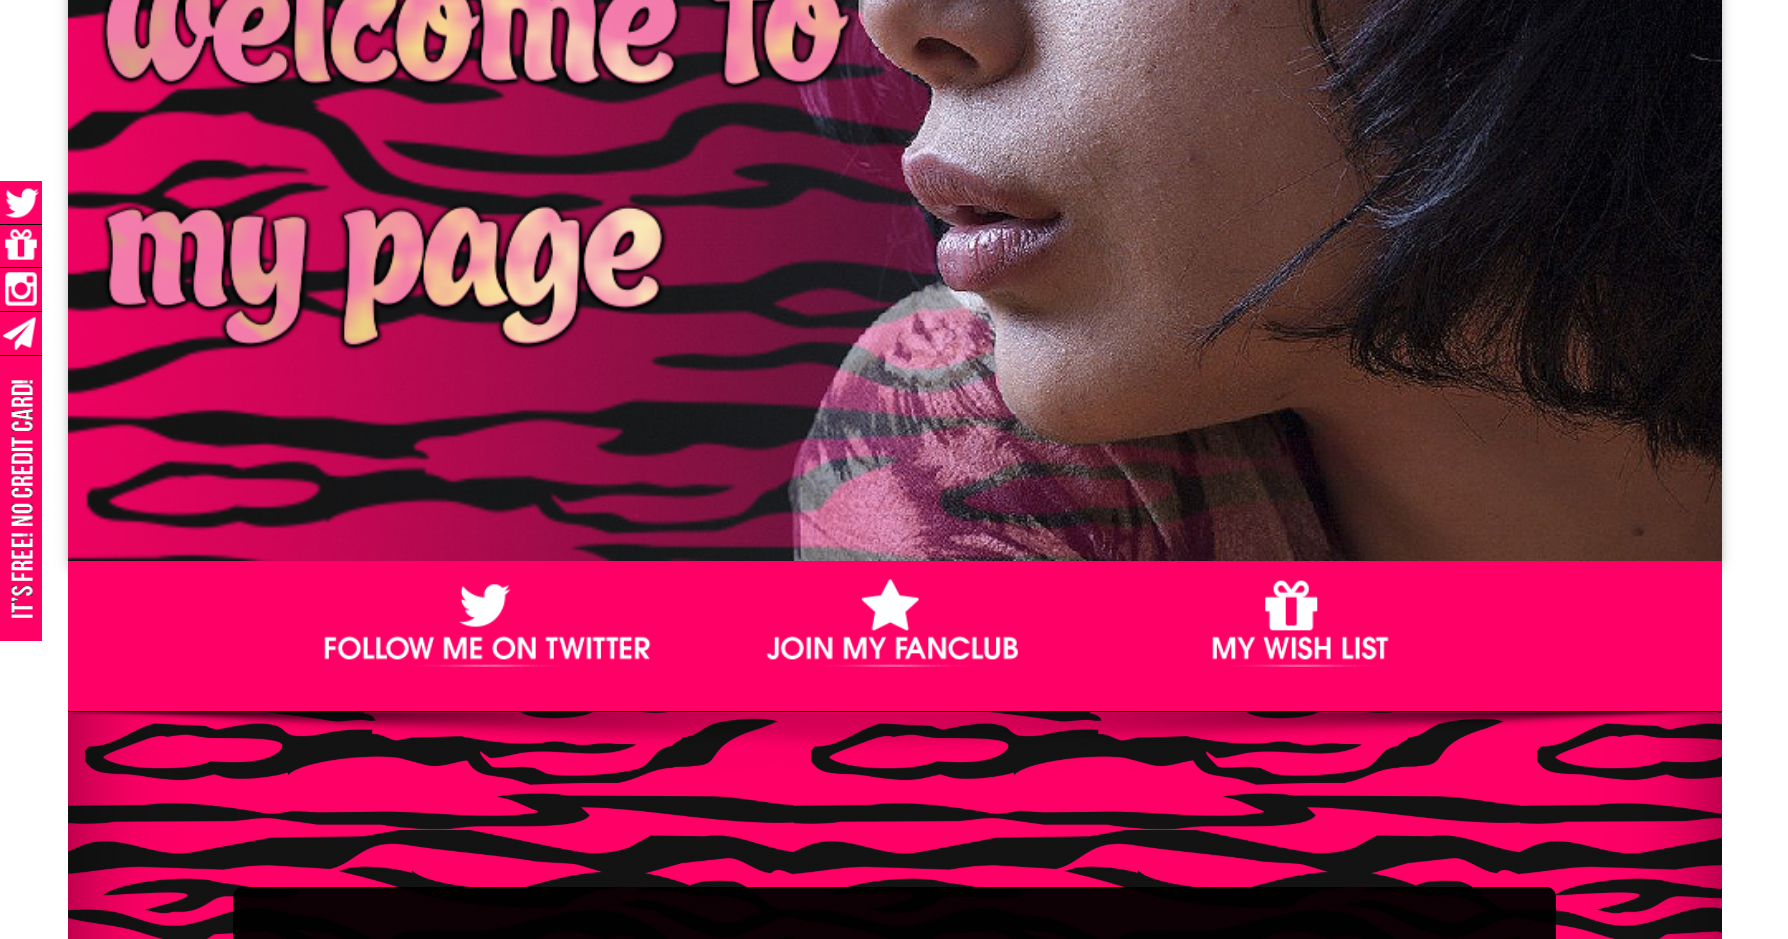 welcome to
my page
IT'S FREE! NO CREDIT CARD!
FOLLOW ME ON TWITTER
JOIN MY FANCLUB
MY WISH LIST